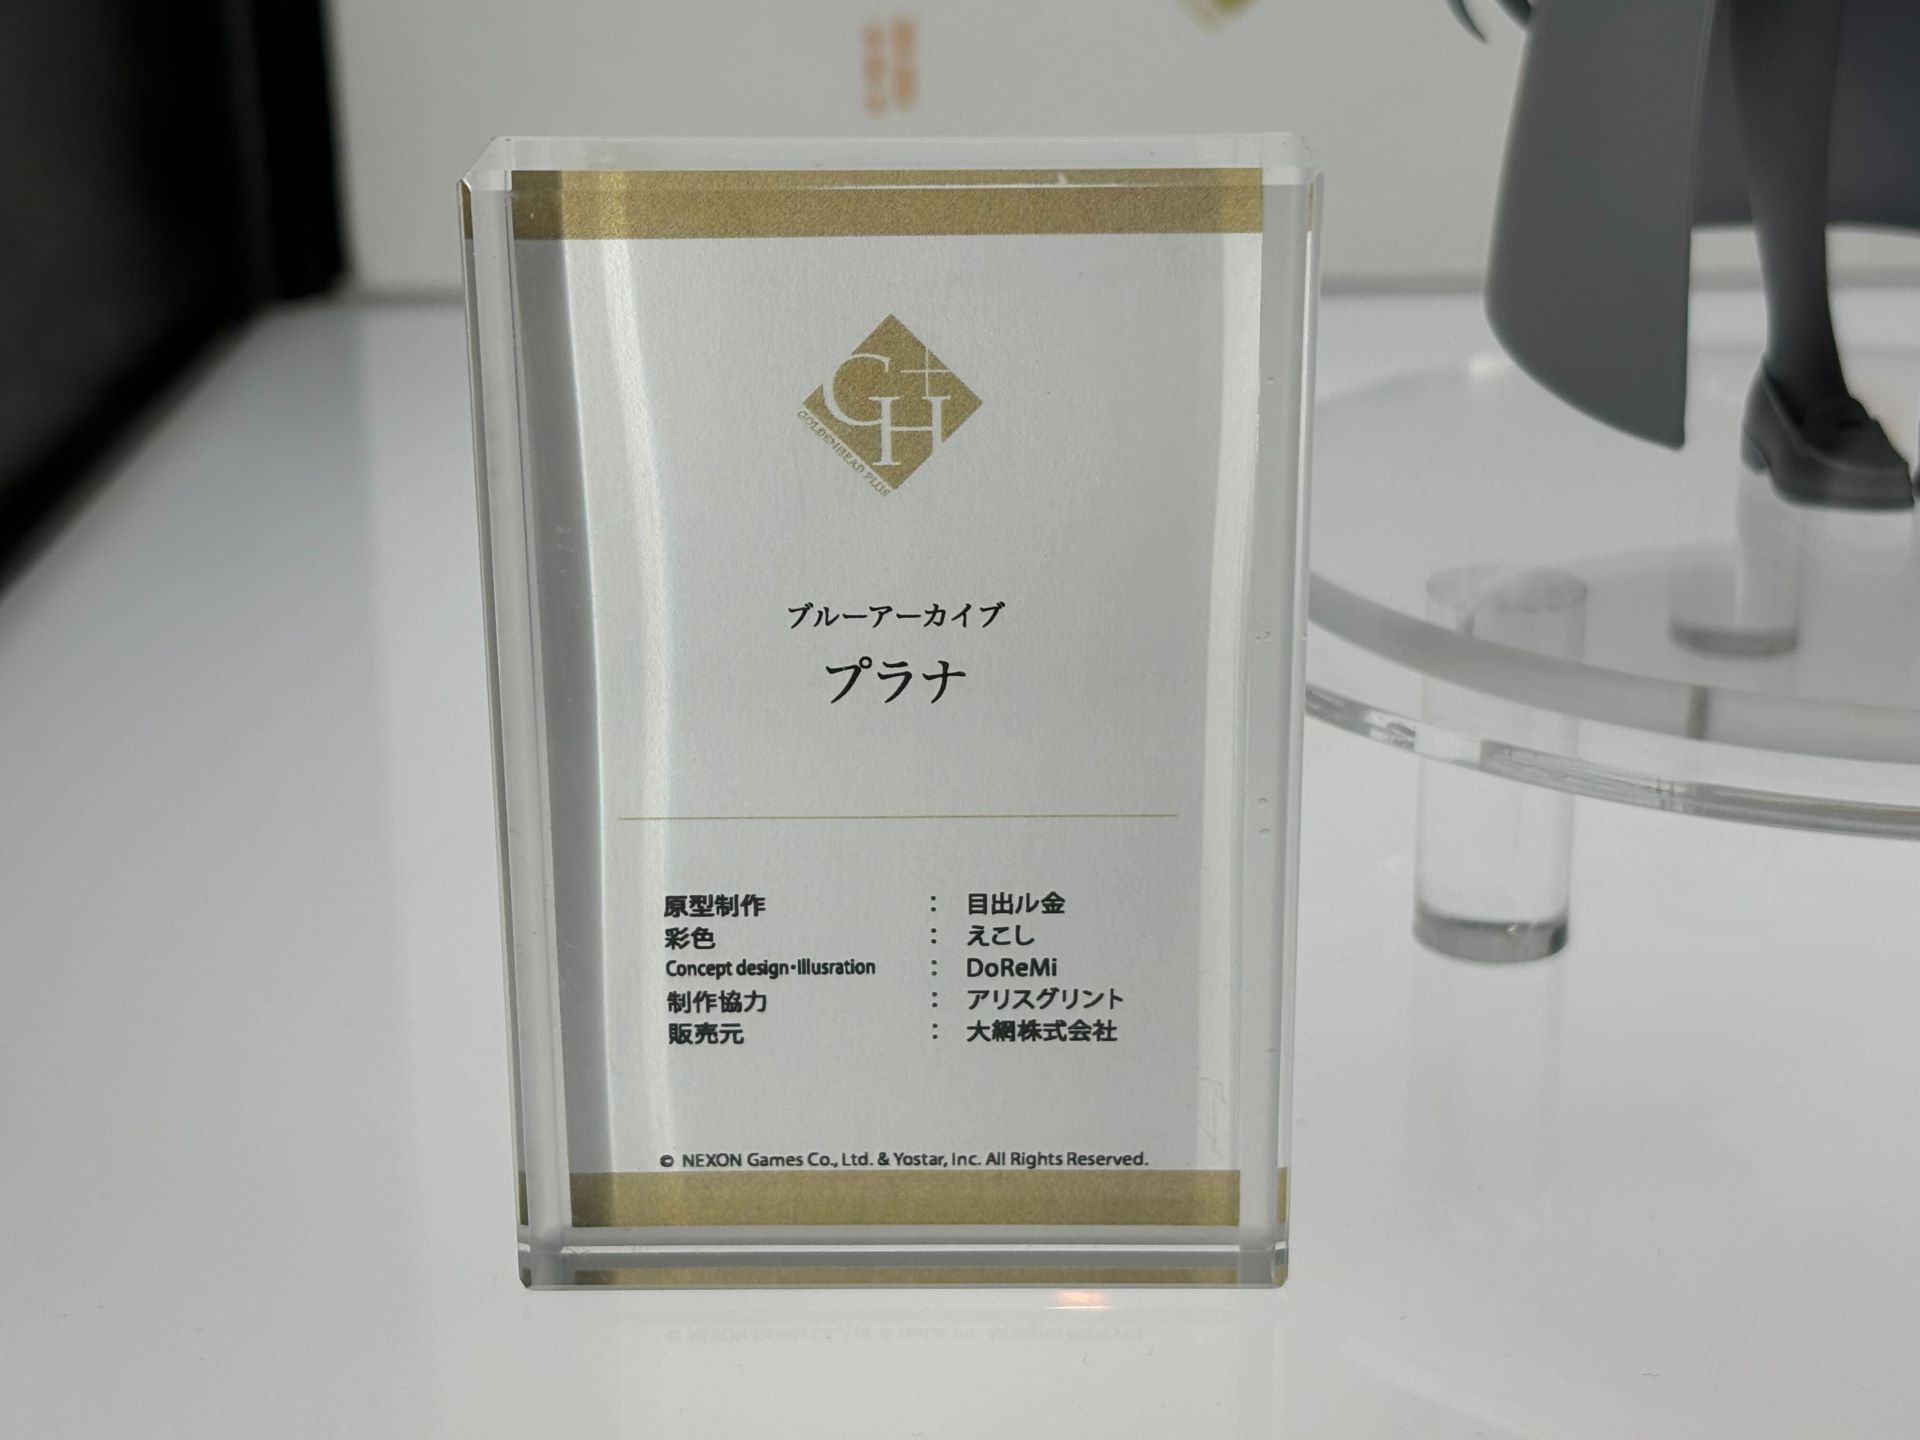 GH+
GOLDENHEAD PLUS
ブルーアーカイブ
プラナ
原型制作 : 目出ル金
彩色 : えこし
Concept design・Illusration : DoReMi
制作協力 : アリスグリント
販売元 : 大網株式会社
© NEXON Games Co., Ltd. & Yostar, Inc. All Rights Reserved.